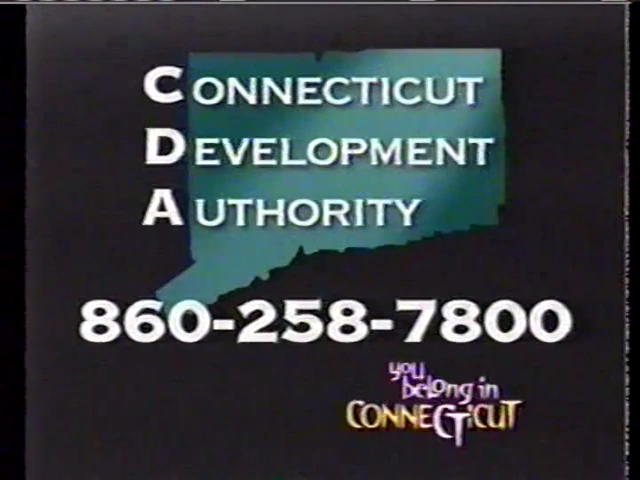 CONNECTICUT
DEVELOPMENT
AUTHORITY
860-258-7800
you
belong in
CONNECTICUT